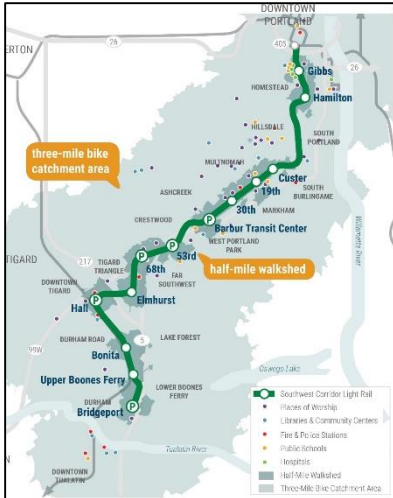 DOWNTOWN
PORTLAND
ERTON
26
405
26
Gibbs
HOMESTEAD
Hamilton
HILLSDALE
SOUTH
PORTLAND
three-mile bike
catchment area
MULTNOMAH
Custer
ASHCREEK
19th
SOUTH
BURLINGAME
30th
MARKHAM
CRESTWOOD
Barbur Transit Center
WEST PORTLAND
PARK
Willamette River
TIGARD
217
TIGARD
TRIANGLE
53rd
68th
FAR
SOUTHWEST
half-mile walkshed
DOWNTOWN
TIGARD
Elmhurst
Hall
99W
DURHAM ROAD
5
LAKE FOREST
Bonita
Oswego Lake
Upper Boones Ferry
LOWER BOONES
FERRY
DURHAM
Bridgeport
Tualatin River
DOWNTOWN
TUALATIN
Southwest Corridor Light Rail
Places of Worship
Libraries & Community Centers
Fire & Police Stations
Public Schools
Hospitals
Half-Mile Walkshed
Three-Mile Bike Catchment Area